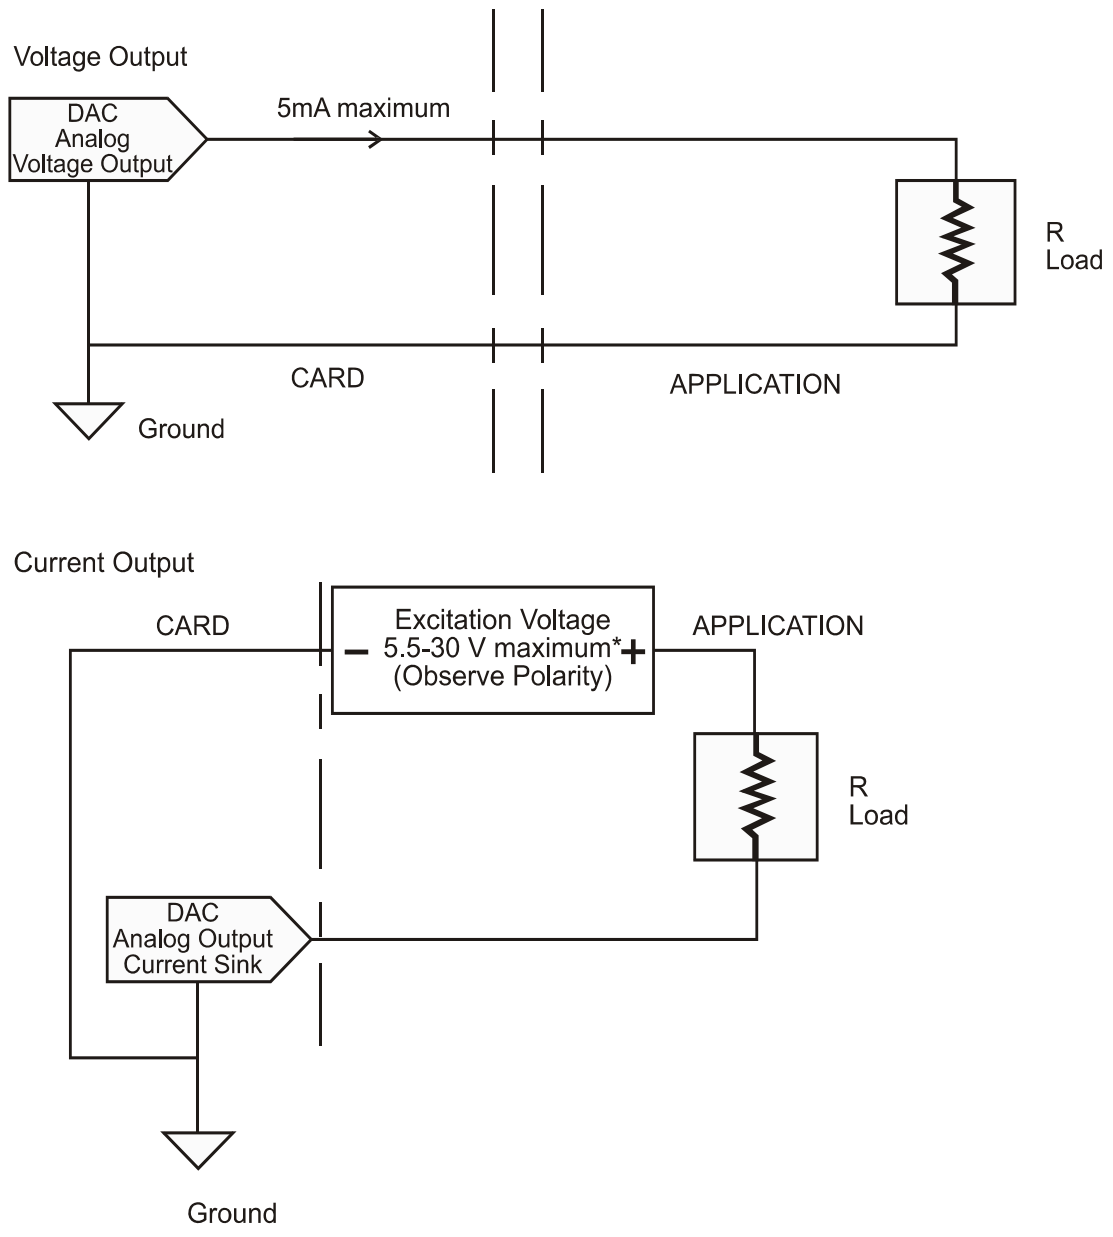 Voltage Output
DAC
Analog
Voltage Output
5mA maximum
R
Load
CARD
APPLICATION
Ground
Current Output
CARD
Excitation Voltage
5.5-30 V maximum*
(Observe Polarity)
- +
APPLICATION
R
Load
DAC
Analog Output
Current Sink
Ground